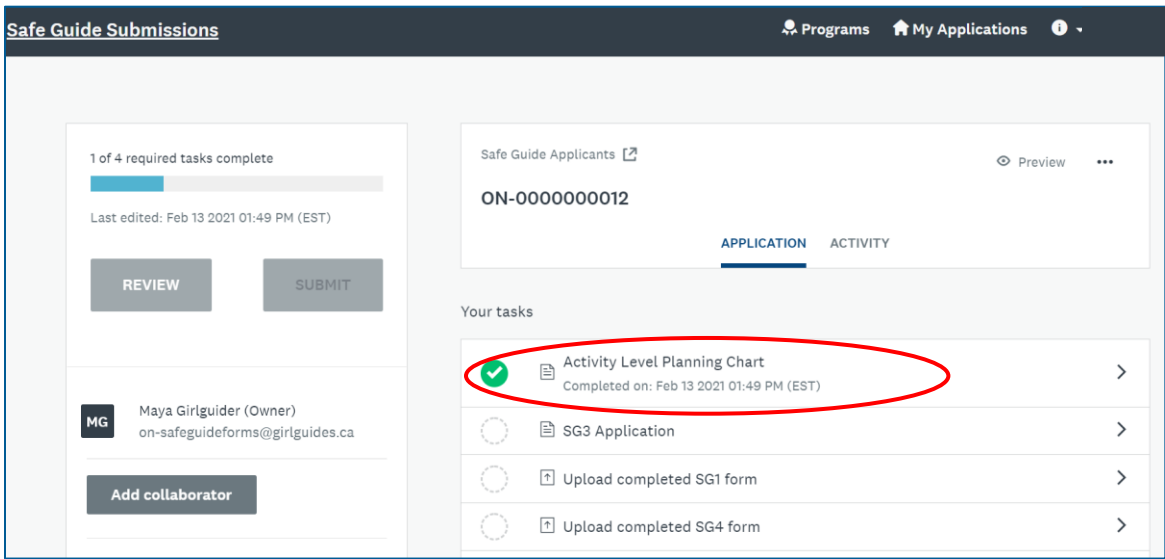 Safe Guide Submissions
Programs
My Applications
1 of 4 required tasks complete
Last edited: Feb 13 2021 01:49 PM (EST)
REVIEW
SUBMIT
MG
Maya Girlguider (Owner)
on-safeguideforms@girlguides.ca
Add collaborator
Safe Guide Applicants
Preview
ON-0000000012
APPLICATION
ACTIVITY
Your tasks
Activity Level Planning Chart
Completed on: Feb 13 2021 01:49 PM (EST)
SG3 Application
Upload completed SG1 form
Upload completed SG4 form